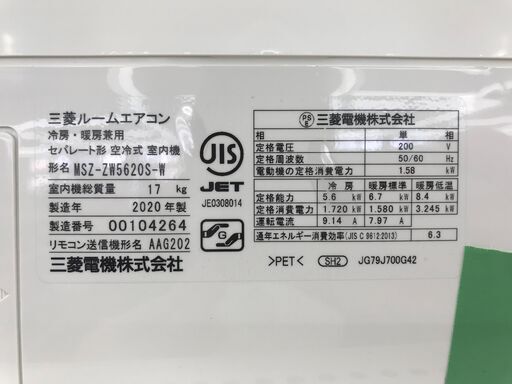 三菱ルームエアコン
冷房・暖房兼用
セパレート形 空冷式 室内機
形名 MSZ-ZW5620S-W
室内機総質量 17 kg
製造年 2020 年製
製造番号 00104264
リモコン送信機形名 AAG202
三菱電機株式会社
JIS
JET
JE0308014
G
PSE 三菱電機株式会社
相 単 相
定格電圧 200 V
定格周波数 50/60 Hz
電動機の定格消費電力 1.58 kW
冷 房 暖房標準 暖房低温
定格能力 5.6 kW 6.7 kW 8.4 kW
定格消費電力 1.720 kW 1.580 kW 3.245 kW
運転電流 9.14 A 7.97 A
通年エネルギー消費効率(JIS C 9612:2013) 6.3
>PET< SH2 JG79J700G42